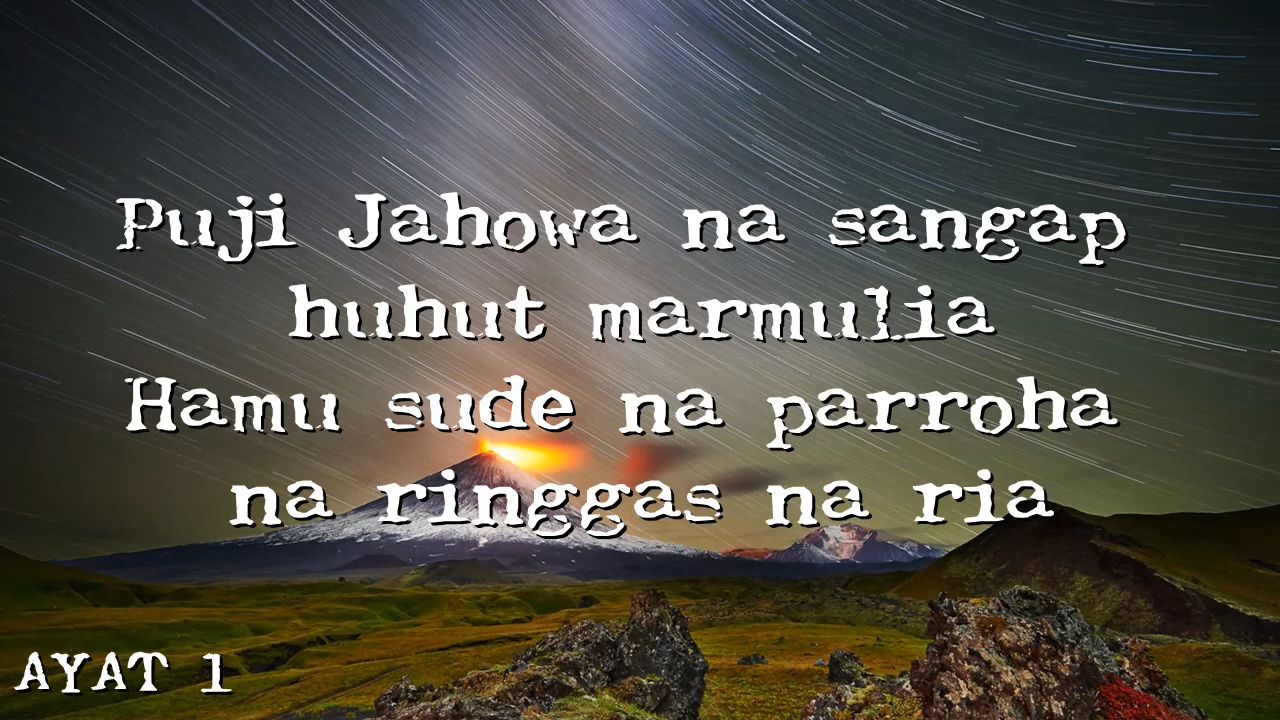 Puji Jahowa na sangap
huhut marmulia
Hamu sude na parroha
na ringgas na ria
AYAT 1